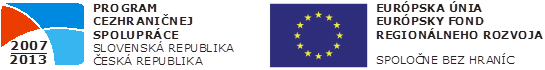 2007
2013
PROGRAM
CEZHRANIČNEJ
SPOLUPRÁCE
SLOVENSKÁ REPUBLIKA
ČESKÁ REPUBLIKA
EURÓPSKA ÚNIA
EURÓPSKY FOND
REGIONÁLNEHO ROZVOJA
SPOLOČNE BEZ HRANÍC